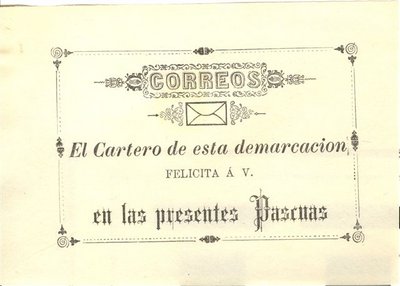 CORREOS
El Cartero de esta demarcacion
FELICITA Á V.
en las presentes Pascuas